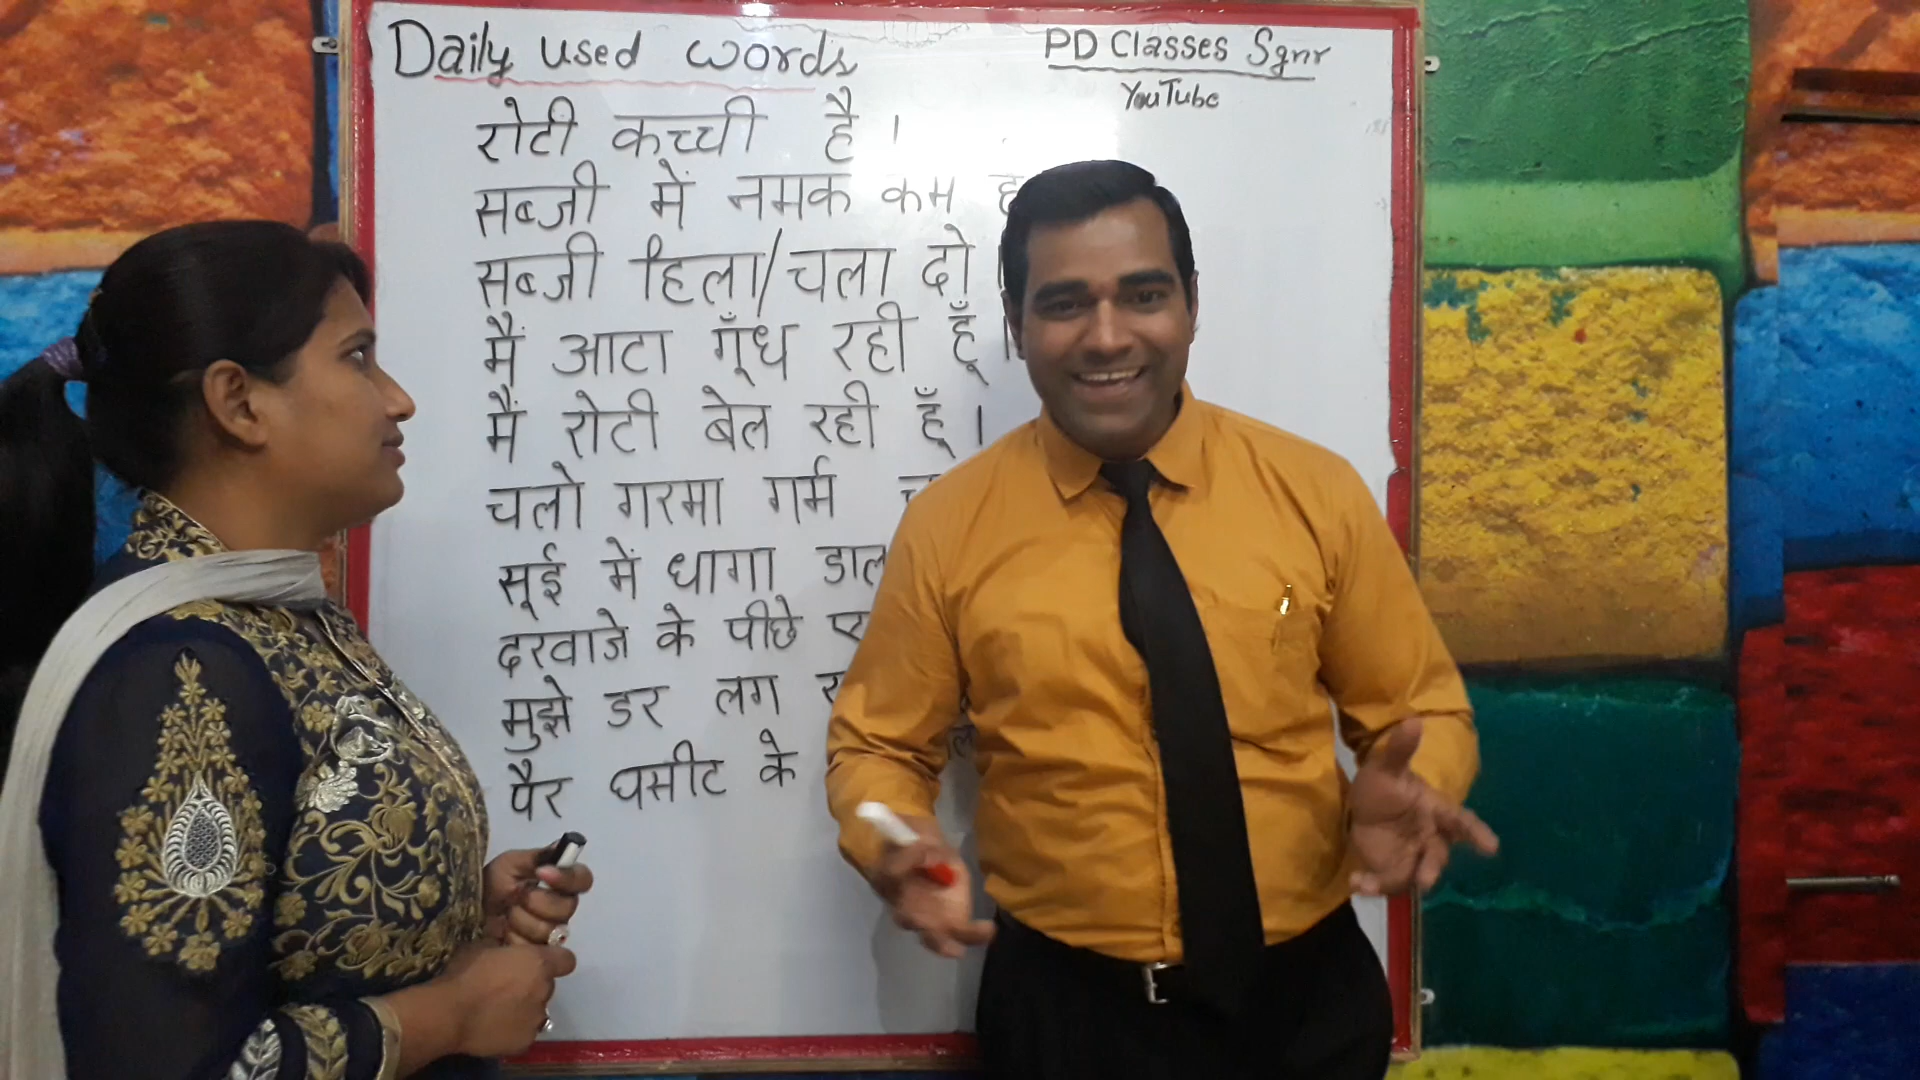 Daily used words
PD Classes Sgnr
YouTube
रोटी कच्ची है ।
सब्जी में नमक कम
सब्जी हिला/चला दो ।
मैं आटा गूँध रही हूँ ।
मैं रोटी बेल रही हूँ ।
चलो गरमा गर्म
सूई में धागा डाल
दरवाजे के पीछे
मुझे डर लग
पैर घसीट के